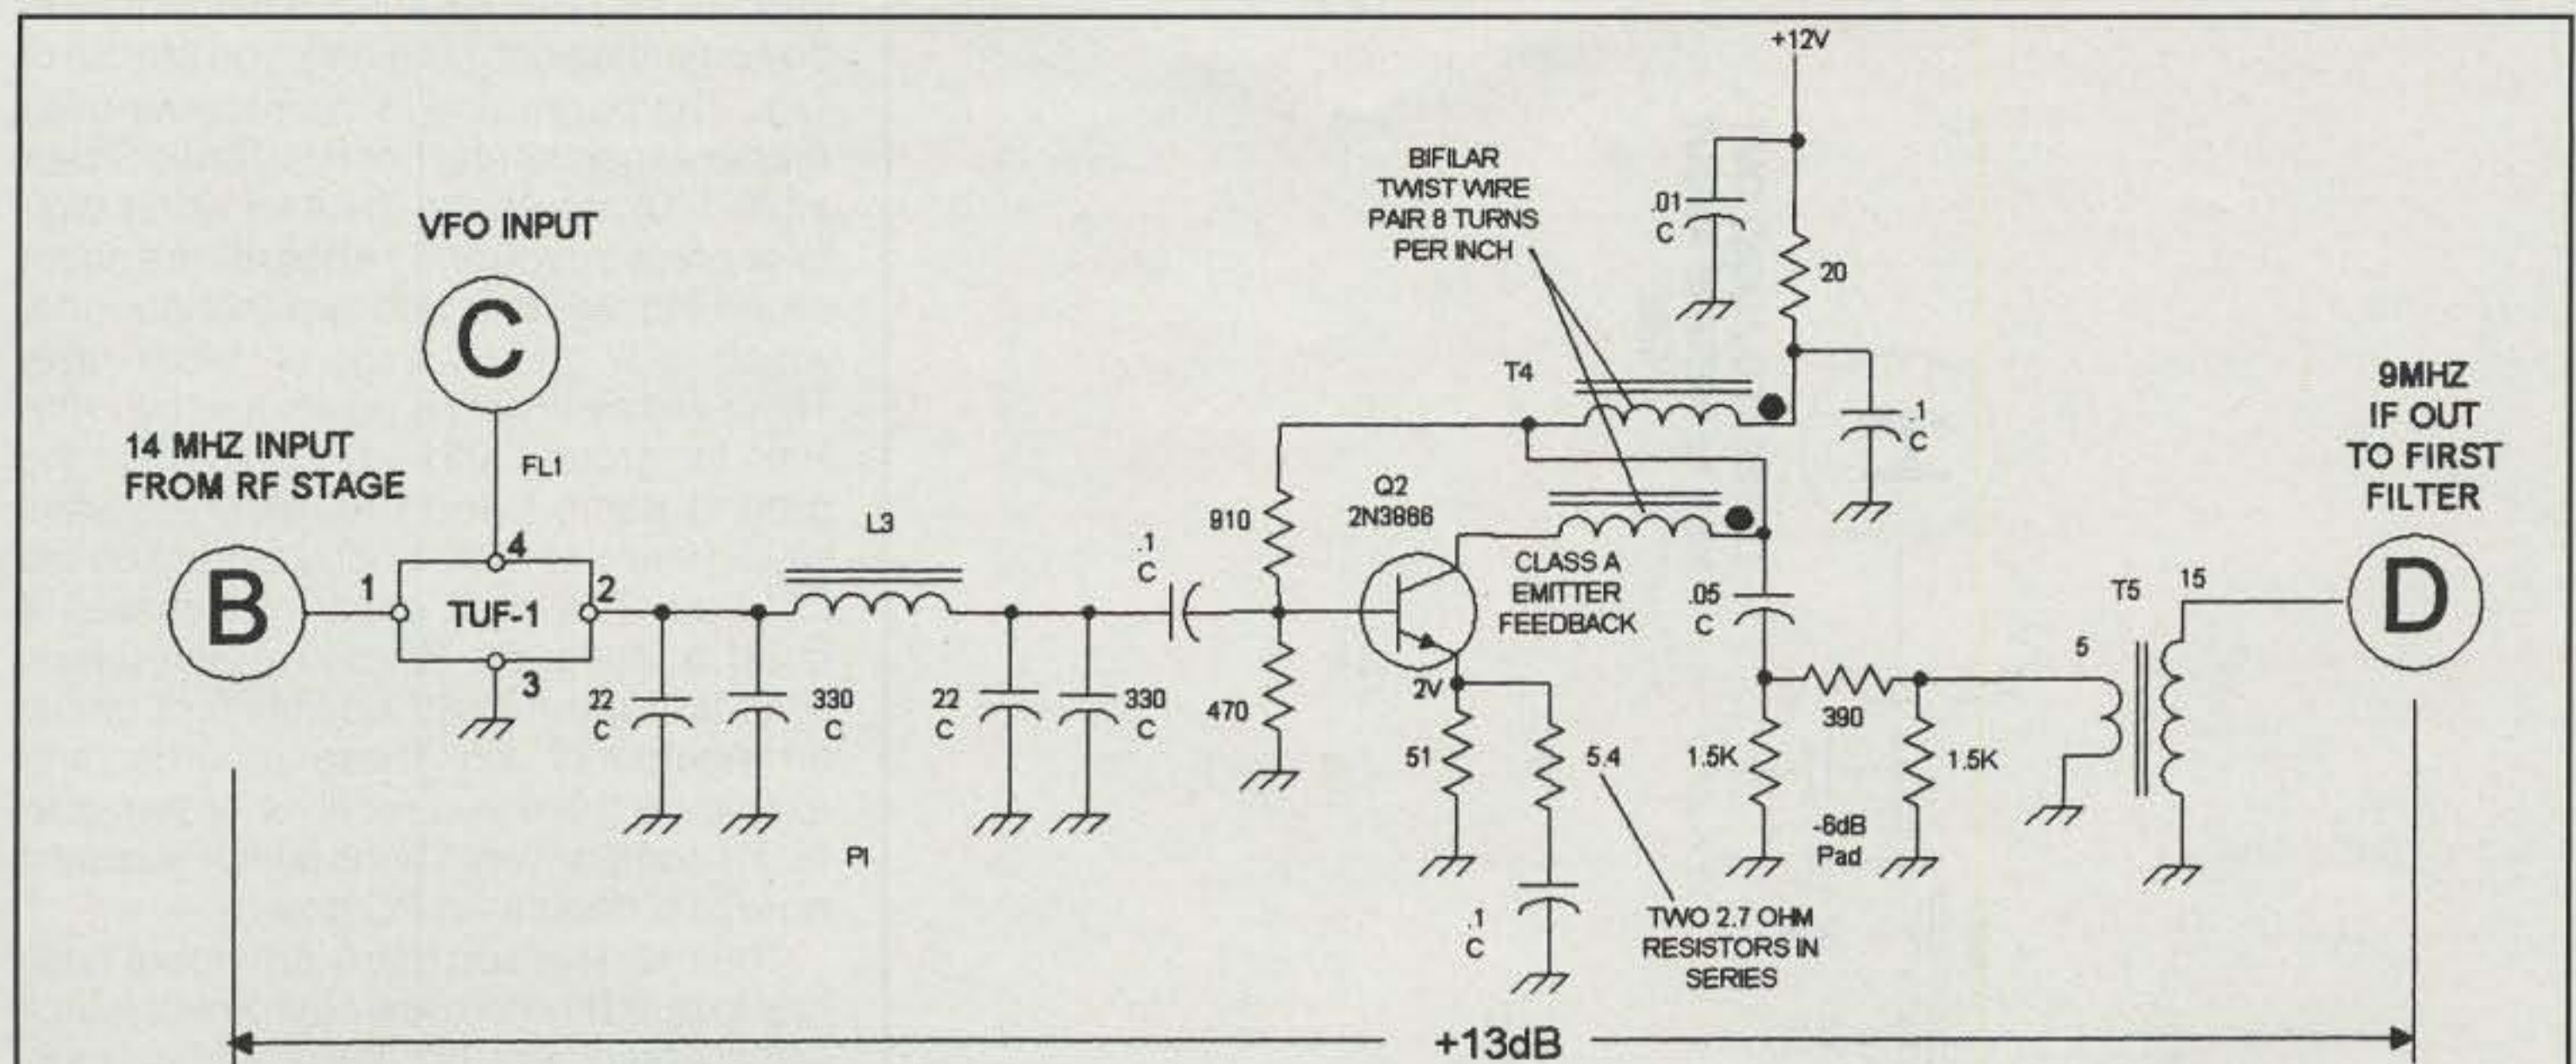 +12V
BIFILAR
TWIST WIRE
PAIR 8 TURNS
PER INCH
.01
C
20
VFO INPUT
C
T4
.1
C
9MHZ
IF OUT
TO FIRST
FILTER
14 MHZ INPUT
FROM RF STAGE
FL1
L3
Q2
2N3866
910
.1
C
CLASS A
EMITTER
FEEDBACK
.05
C
T5
15
5
B
1
4
TUF-1
2
3
D
22
C
330
C
22
C
330
C
470
2V
51
5.4
1.5K
390
1.5K
-6dB
Pad
PI
.1
C
TWO 2.7 OHM
RESISTORS IN
SERIES
+13dB